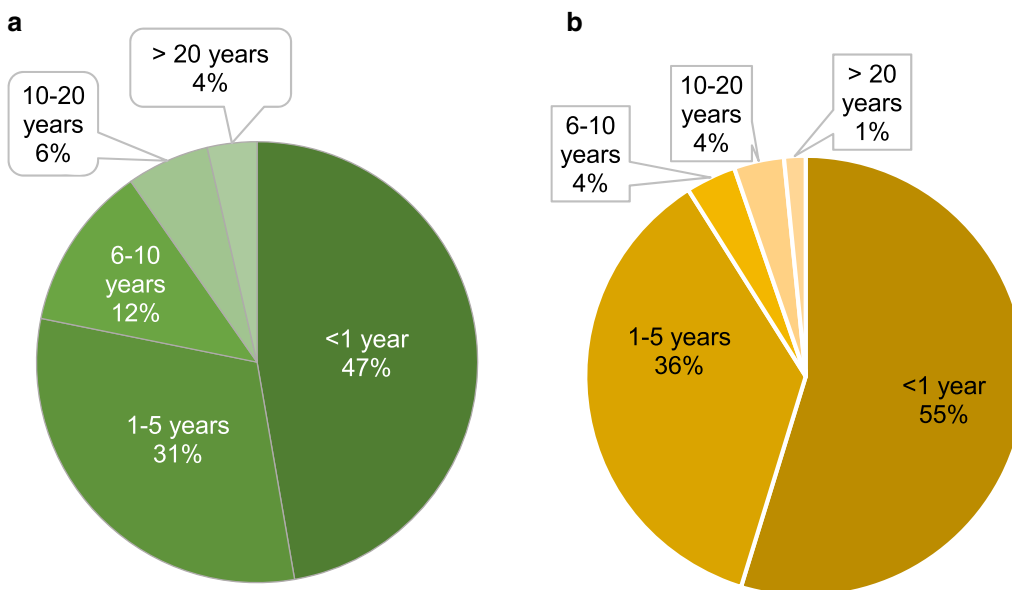 a
> 20 years
4%
10-20
years
6%
6-10
years
12%
<1 year
47%
1-5 years
31%
b
> 20
years
1%
10-20
years
4%
6-10
years
4%
1-5 years
36%
<1 year
55%